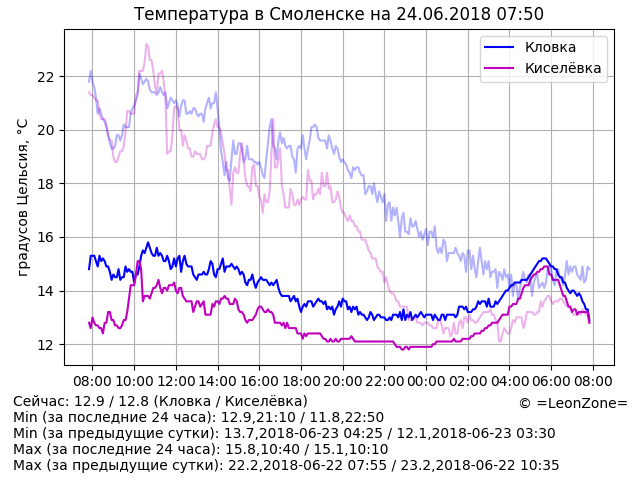 Температура в Смоленске на 24.06.2018 07:50
Кловка
Киселёвка
градусов Цельсия, °C
22
20
18
16
14
12
08:00 10:00 12:00 14:00 16:00 18:00 20:00 22:00 00:00 02:00 04:00 06:00 08:00
Сейчас: 12.9 / 12.8 (Кловка / Киселёвка)
© =LeonZone=
Min (за последние 24 часа): 12.9,21:10 / 11.8,22:50
Min (за предыдущие сутки): 13.7,2018-06-23 04:25 / 12.1,2018-06-23 03:30
Max (за последние 24 часа): 15.8,10:40 / 15.1,10:10
Max (за предыдущие сутки): 22.2,2018-06-22 07:55 / 23.2,2018-06-22 10:35